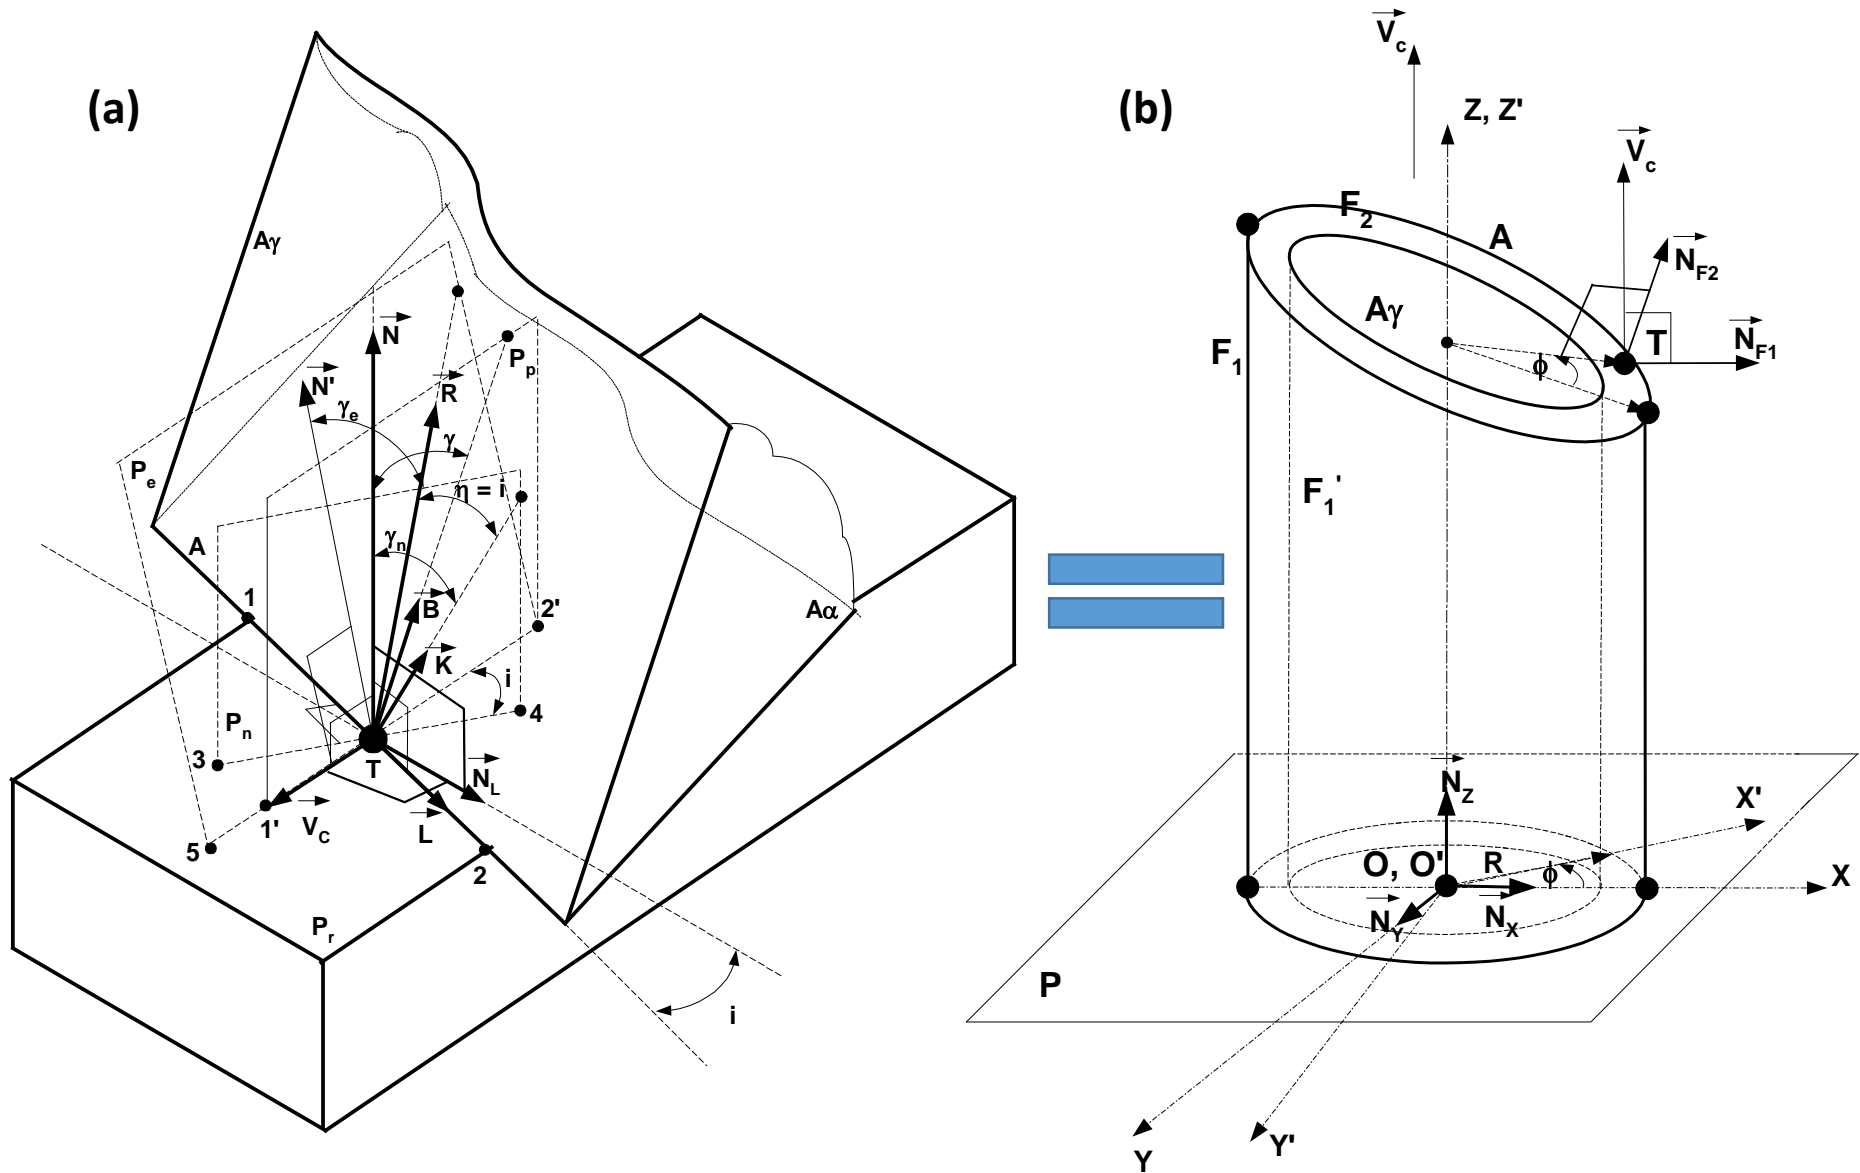 (a)
Aγ
N
N'
Pp
R
γe
γ
Pe
η = i
A
γn
1
B
2'
Aα
K
i
Pn
4
3
T
NL
1'
VC
L
5
2
Pr
i
(b)
Vc
Z, Z'
Vc
F2
A
NF2
Aγ
T
NF1
F1
ϕ
F1'
NZ
X'
O, O'
R
ϕ
X
NY
NX
P
Y
Y'